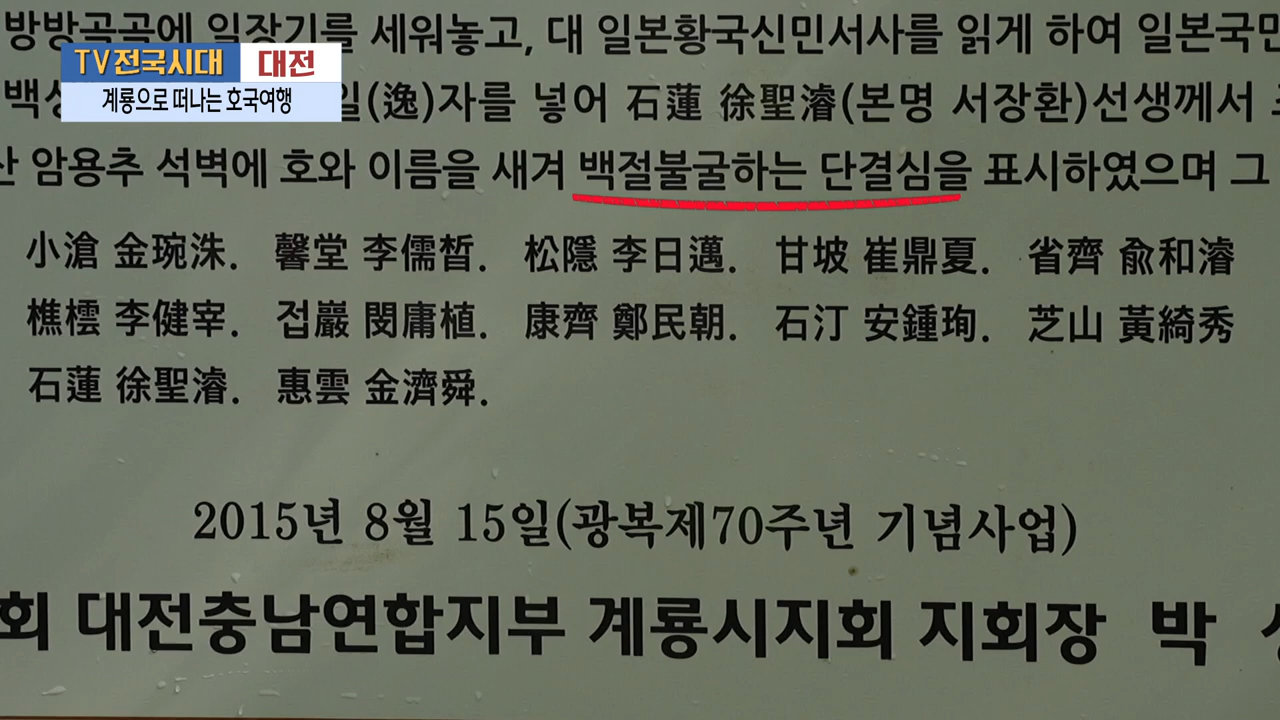 방방곡곡에 일장기를 세워놓고, 대 일본황국신민서사를 읽게 하여 일본국민
TV전국시대 대전
계룡으로 떠나는 호국여행
일(逸)자를 넣어 石蓮 徐聖濬(본명 서장환)선생께서
암용추 석벽에 호와 이름을 새겨 백절불굴하는 단결심을 표시하였으며 그
小滄 金琬洙. 馨堂 李儒晳. 松隱 李日邁. 甘坡 崔鼎夏. 省齊 兪和濬
樵橒 李健宰. 접巖 閔庸植. 康齊 鄭民朝. 石汀 安鍾珣. 芝山 黃綺秀
石蓮 徐聖濬. 惠雲 金濟舜.
2015년 8월 15일(광복제70주년 기념사업)
회 대전충남연합지부 계룡시지회 지회장 박